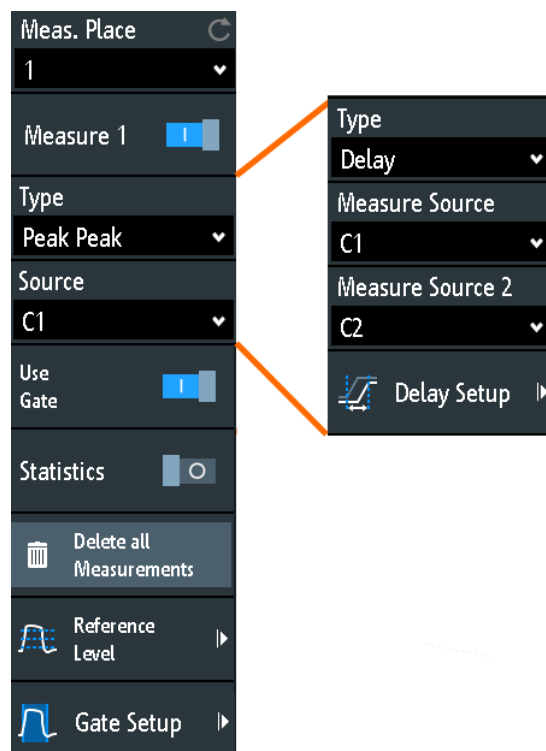 Meas. Place
1
Measure 1
Type
Peak Peak
Source
C1
Use
Gate
Statistics
Delete all
Measurements
Reference
Level
Gate Setup
Type
Delay
Measure Source
C1
Measure Source 2
C2
Delay Setup